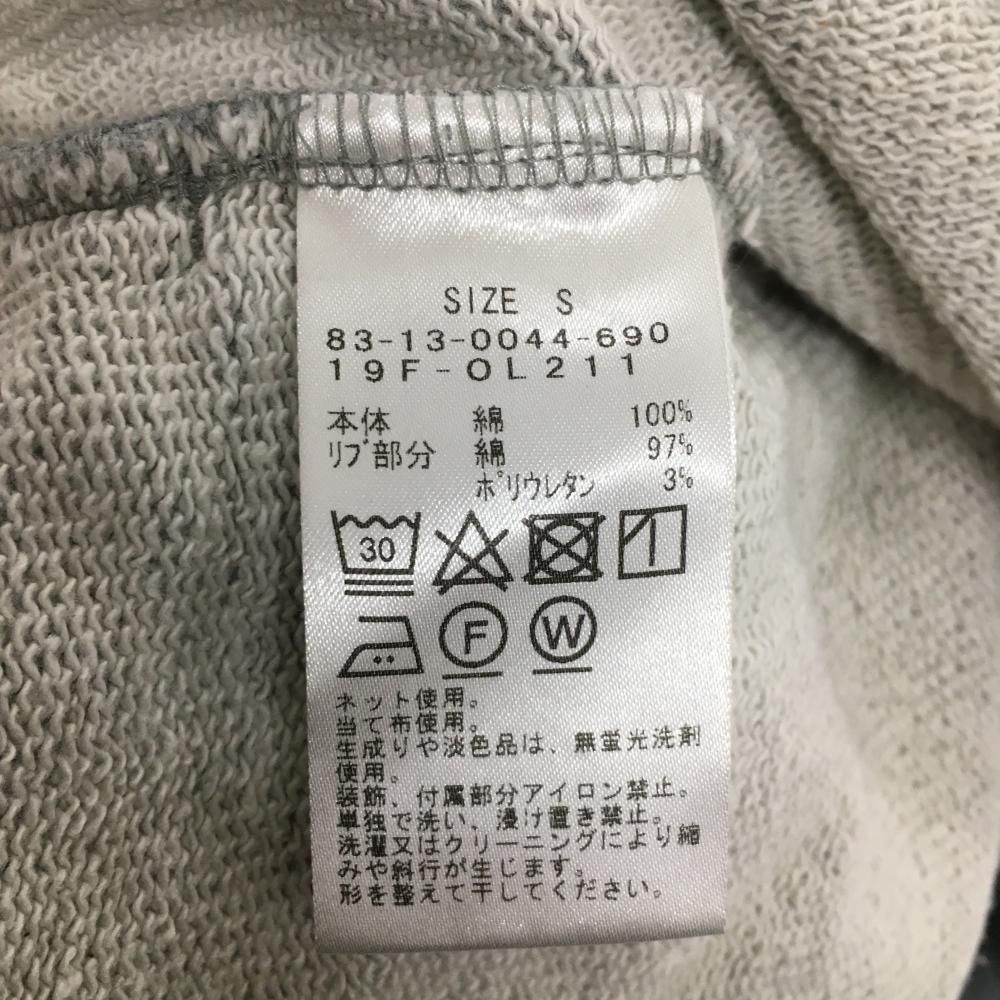 SIZE S
83-13-0044-690
19F-OL211
本体 綿 100%
リブ部分 綿 97%
ポリウレタン 3%
30
F W
ネット使用。
当て布使用。
生成りや淡色品は、無蛍光洗剤
使用。
装飾、付属部分アイロン禁止。
単独で洗い、浸け置き禁止。
洗濯又はクリーニングにより縮
みや斜行が生じます。
形を整えて干してください。